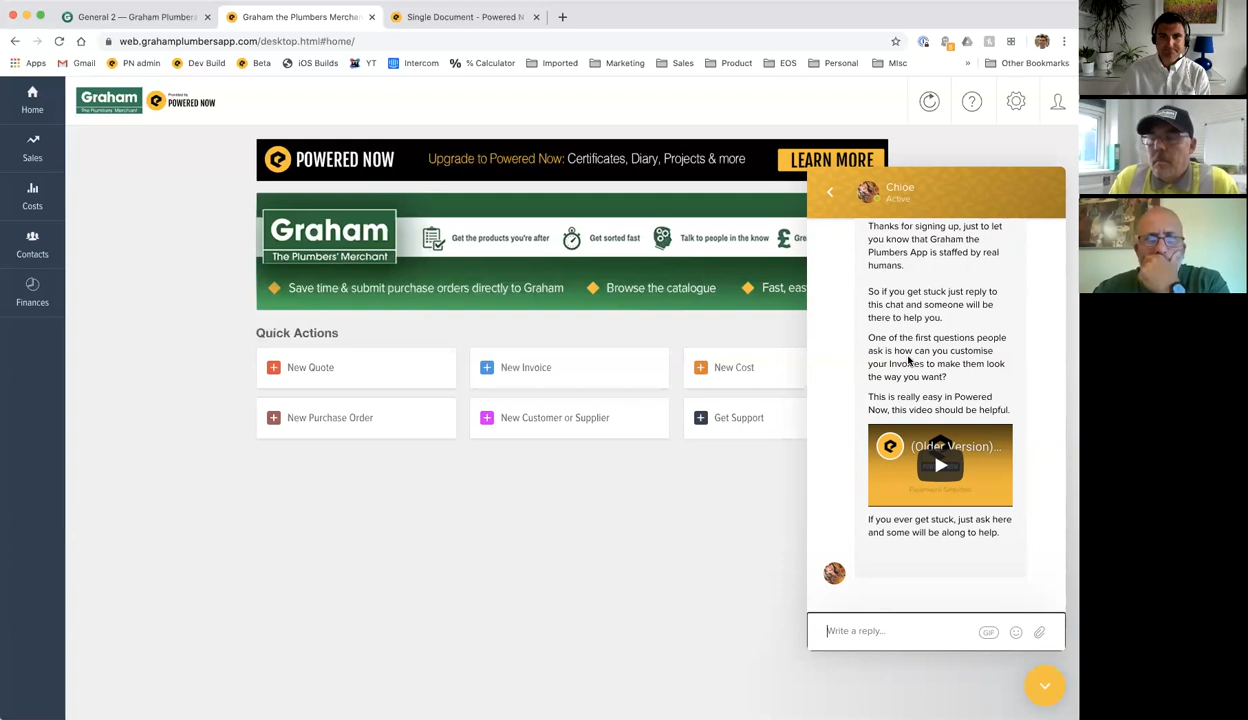 General 2 — Graham Plumbers
Graham the Plumbers Merchan
Single Document - Powered N
web.grahamplumbersapp.com/desktop.html#home/
Apps
Gmail
PN admin
Dev Build
Beta
iOS Builds
YT
Intercom
% Calculator
Imported
Marketing
Sales
Product
EOS
Personal
MIsc
»
Other Bookmarks
Home
Sales
Costs
Contacts
Finances
Graham
The Plumbers' Merchant
Provided by
POWERED NOW
POWERED NOW
Upgrade to Powered Now: Certificates, Diary, Projects & more
LEARN MORE
Graham
The Plumbers' Merchant
Get the products you're after
Get sorted fast
Talk to people in the know
£
Save time & submit purchase orders directly to Graham
Browse the catalogue
Fast, eas
Quick Actions
New Quote
New Invoice
New Cost
New Purchase Order
New Customer or Supplier
Get Support
Chloe
Active
Thanks for signing up, just to let
you know that Graham the
Plumbers App is staffed by real
humans.
So if you get stuck just reply to
this chat and someone will be
there to help you.
One of the first questions people
ask is how can you customise
your Invoices to make them look
the way you want?
This is really easy in Powered
Now, this video should be helpful.
(Older Version)...
If you ever get stuck, just ask here
and some will be along to help.
Write a reply...
GIF